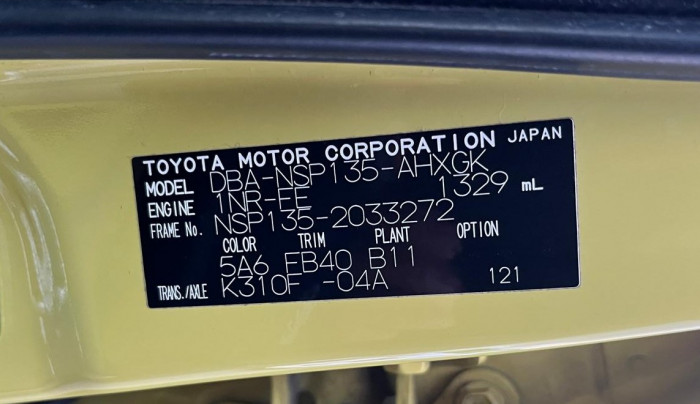 TOYOTA MOTOR CORPORATION JAPAN
MODEL DBA-NSP135-AHXGK
ENGINE 1NR-FE 1329 mL
FRAME No. NSP135-2033272
COLOR TRIM PLANT OPTION
5A6 EB40 B11
TRANS./AXLE K310F -04A 121